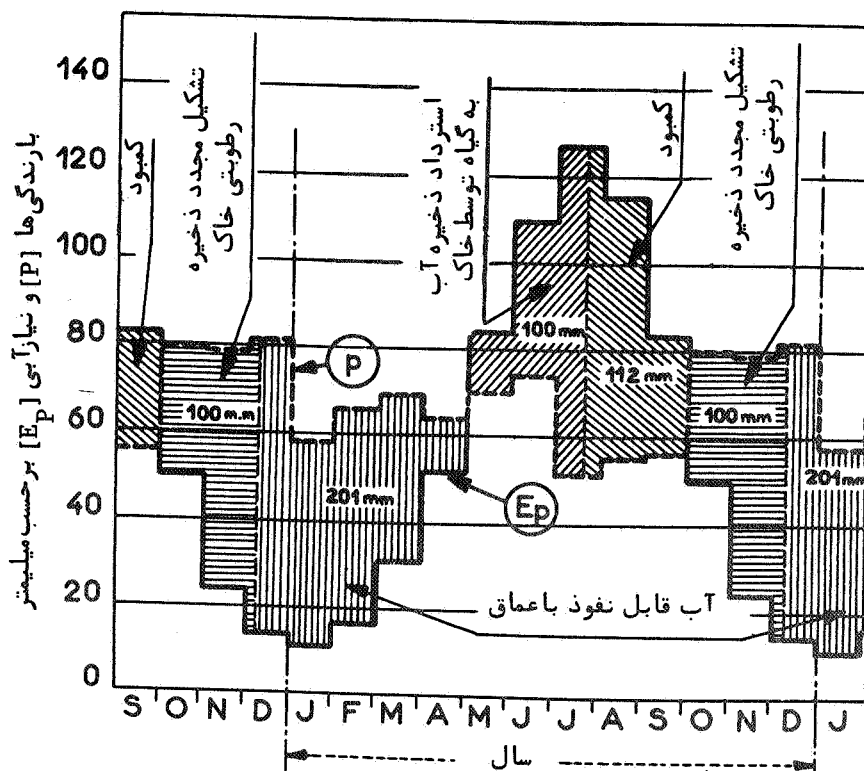 بارندگی‌ها [P] و نیازآبی [Ep] برحسب میلیمتر
140
120
100
80
60
40
20
0
کمبود
تشکیل مجدد ذخیره
رطوبتی خاک
استرداد ذخیره آب
به گیاه توسط خاک
کمبود
تشکیل مجدد ذخیره
رطوبتی خاک
P
100 m.m
201 mm
Ep
100 mm
112 mm
100 mm
201 mm
آب قابل نفوذ باعماق
S O N D J F M A M J J A S O N D J
سال